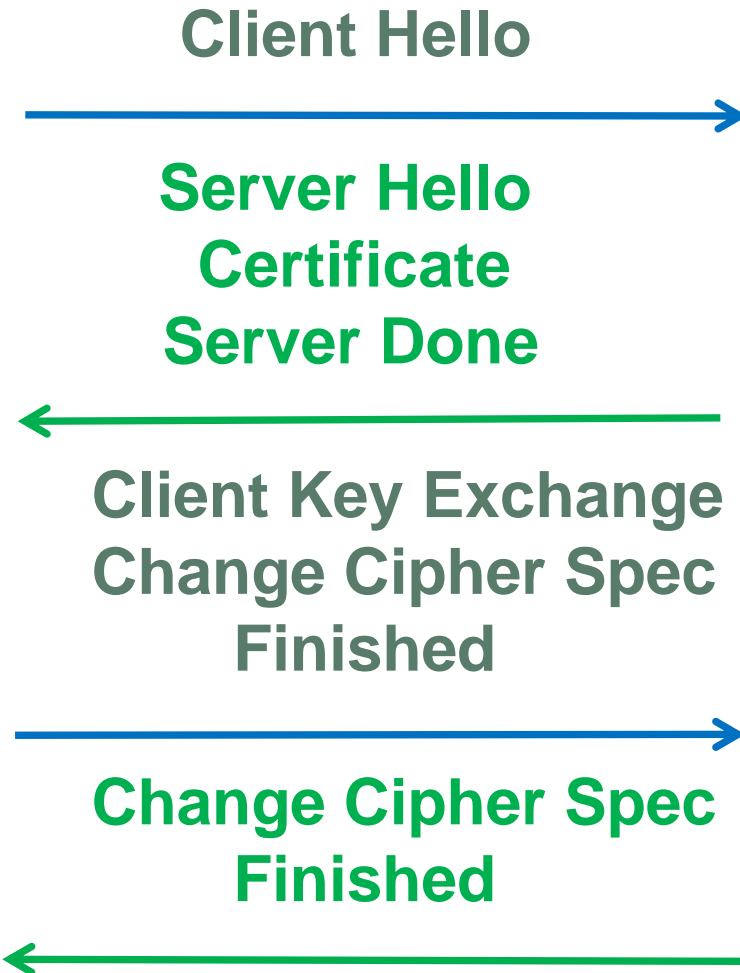 Client Hello
Server Hello
Certificate
Server Done
Client Key Exchange
Change Cipher Spec
Finished
Change Cipher Spec
Finished